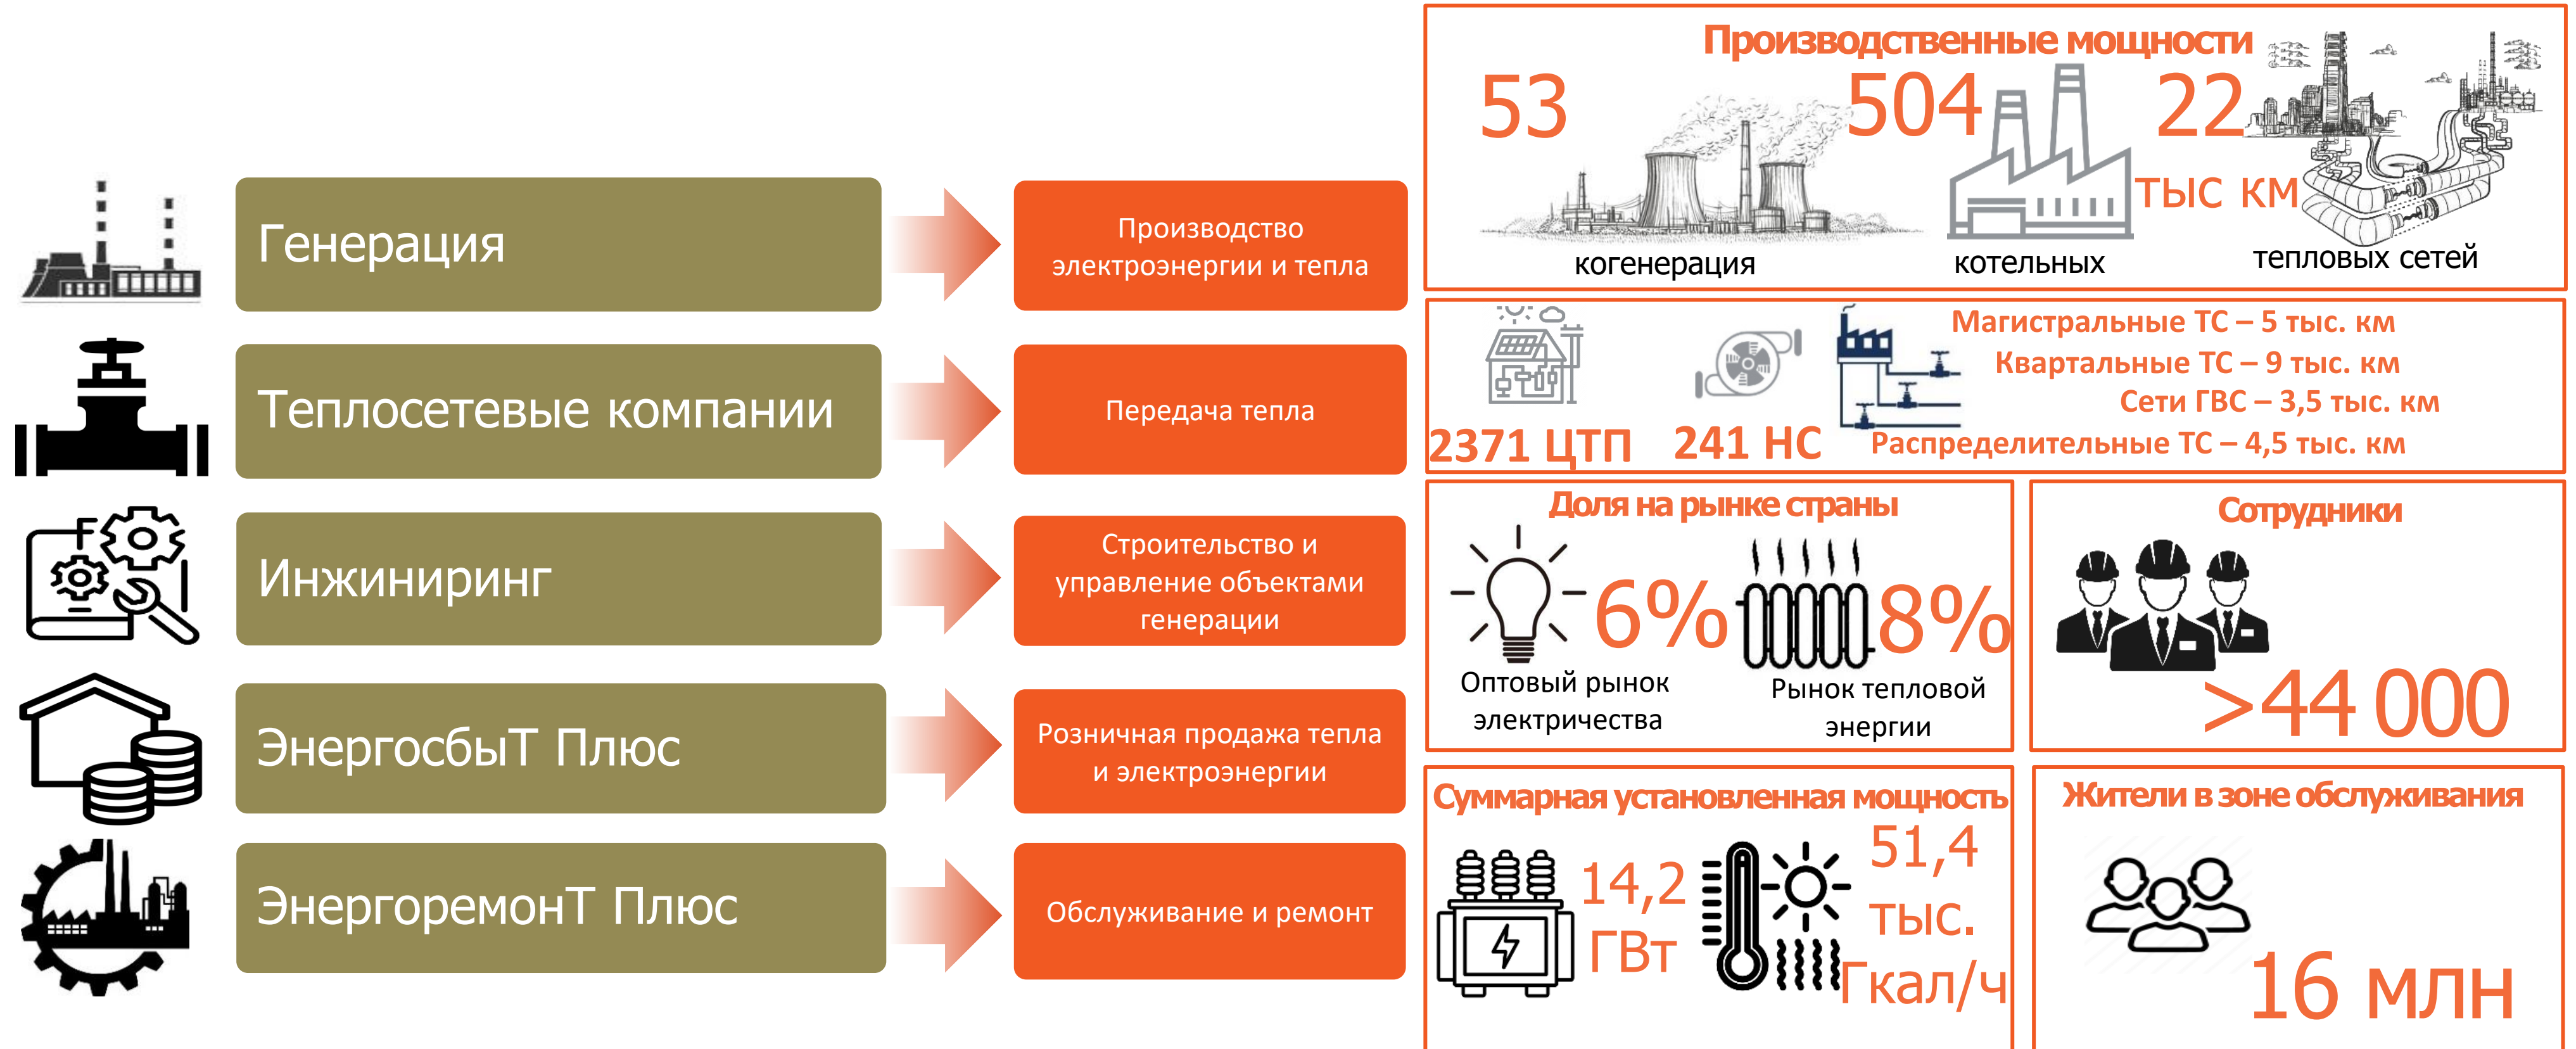 Генерация
Производство
электроэнергии и тепла
Теплосетевые компании
Передача тепла
Инжиниринг
Строительство и
управление объектами
генерации
ЭнергосбыТ Плюс
Розничная продажа тепла
и электроэнергии
ЭнергоремонТ Плюс
Обслуживание и ремонт
Производственные мощности
53
когенерация
504
котельных
22
тыс км
тепловых сетей
2371 ЦТП
241 НС
Магистральные ТС – 5 тыс. км
Квартальные ТС – 9 тыс. км
Сети ГВС – 3,5 тыс. км
Распределительные ТС – 4,5 тыс. км
Доля на рынке страны
6%
Оптовый рынок
электричества
8%
Рынок тепловой
энергии
Сотрудники
>44 000
Суммарная установленная мощность
14,2
ГВт
51,4
тыс.
Гкал/ч
Жители в зоне обслуживания
16 млн